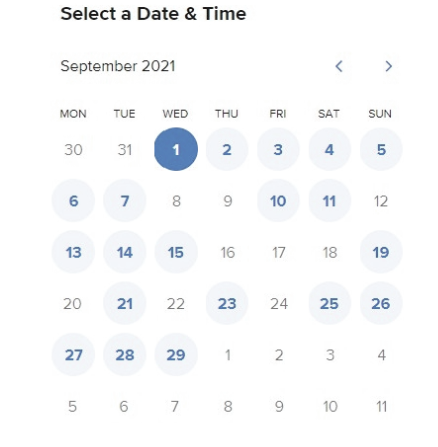 Select a Date & Time
September 2021
MON TUE WED THU FRI SAT SUN
30 31 1 2 3 4 5
6 7 8 9 10 11 12
13 14 15 16 17 18 19
20 21 22 23 24 25 26
27 28 29 1 2 3 4
5 6 7 8 9 10 11